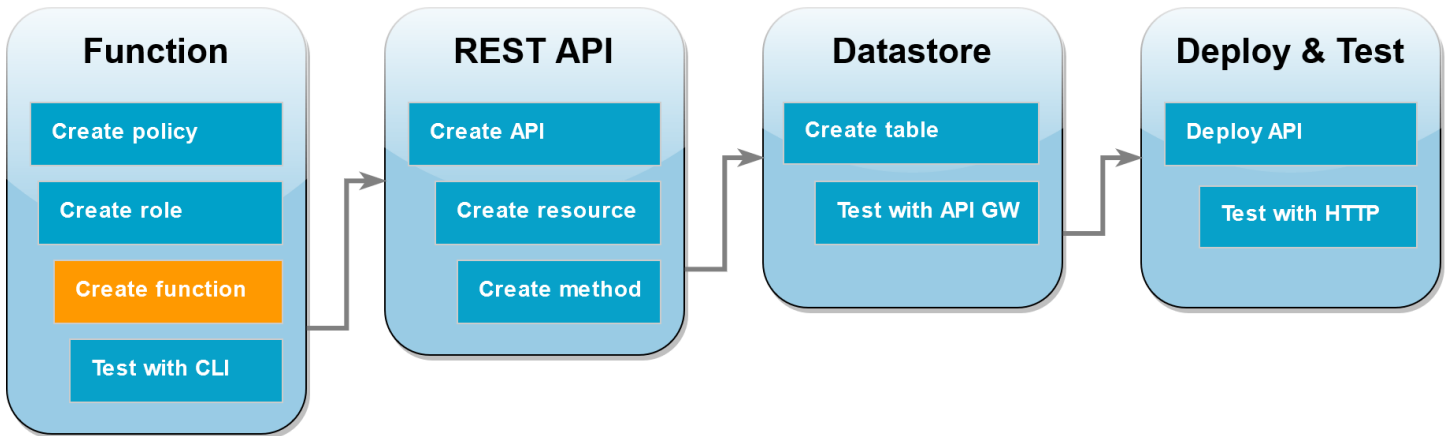 Function
Create policy
Create role
Create function
Test with CLI
REST API
Create API
Create resource
Create method
Datastore
Create table
Test with API GW
Deploy & Test
Deploy API
Test with HTTP